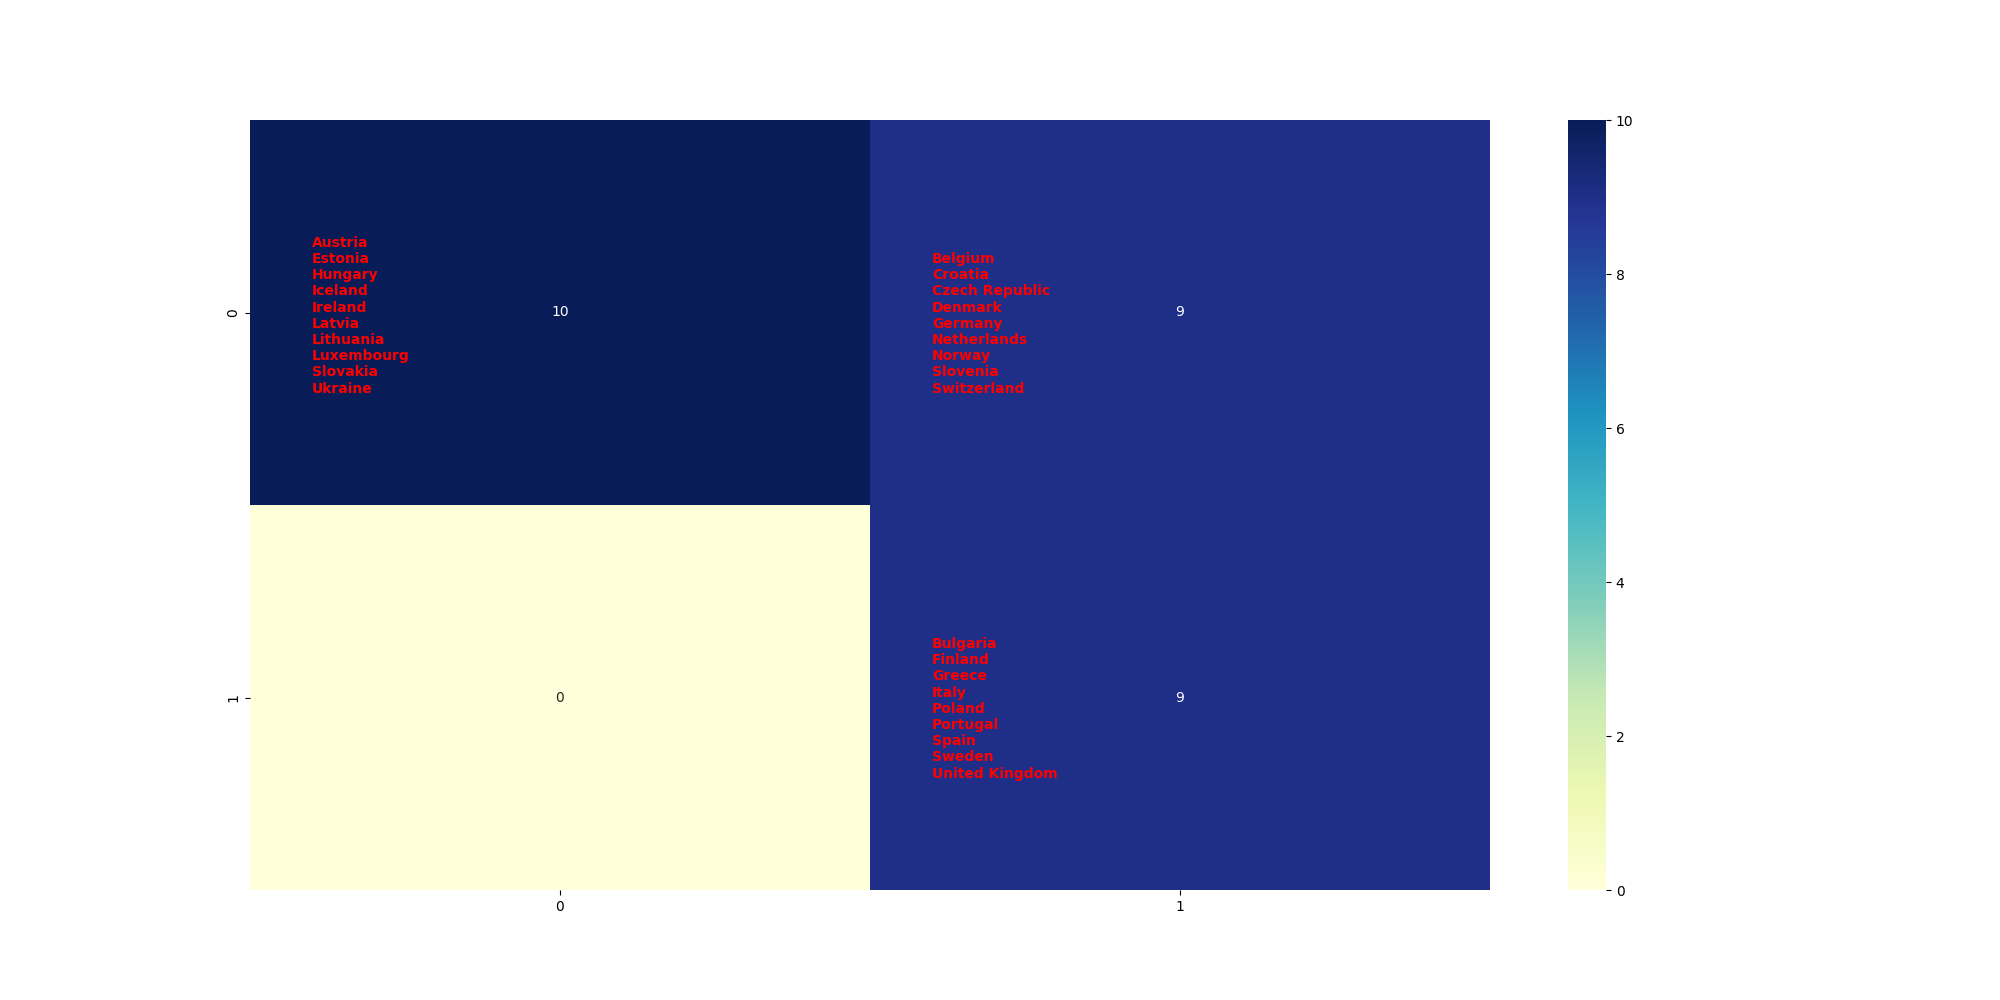 0
Austria
Estonia
Hungary
Iceland
Ireland
Latvia
Lithuania
Luxembourg
Slovakia
Ukraine
10
Belgium
Croatia
Czech Republic
Denmark
Germany
Netherlands
Norway
Slovenia
Switzerland
9
1
0
Bulgaria
Finland
Greece
Italy
Poland
Portugal
Spain
Sweden
United Kingdom
9
0
1
10
8
6
4
2
0